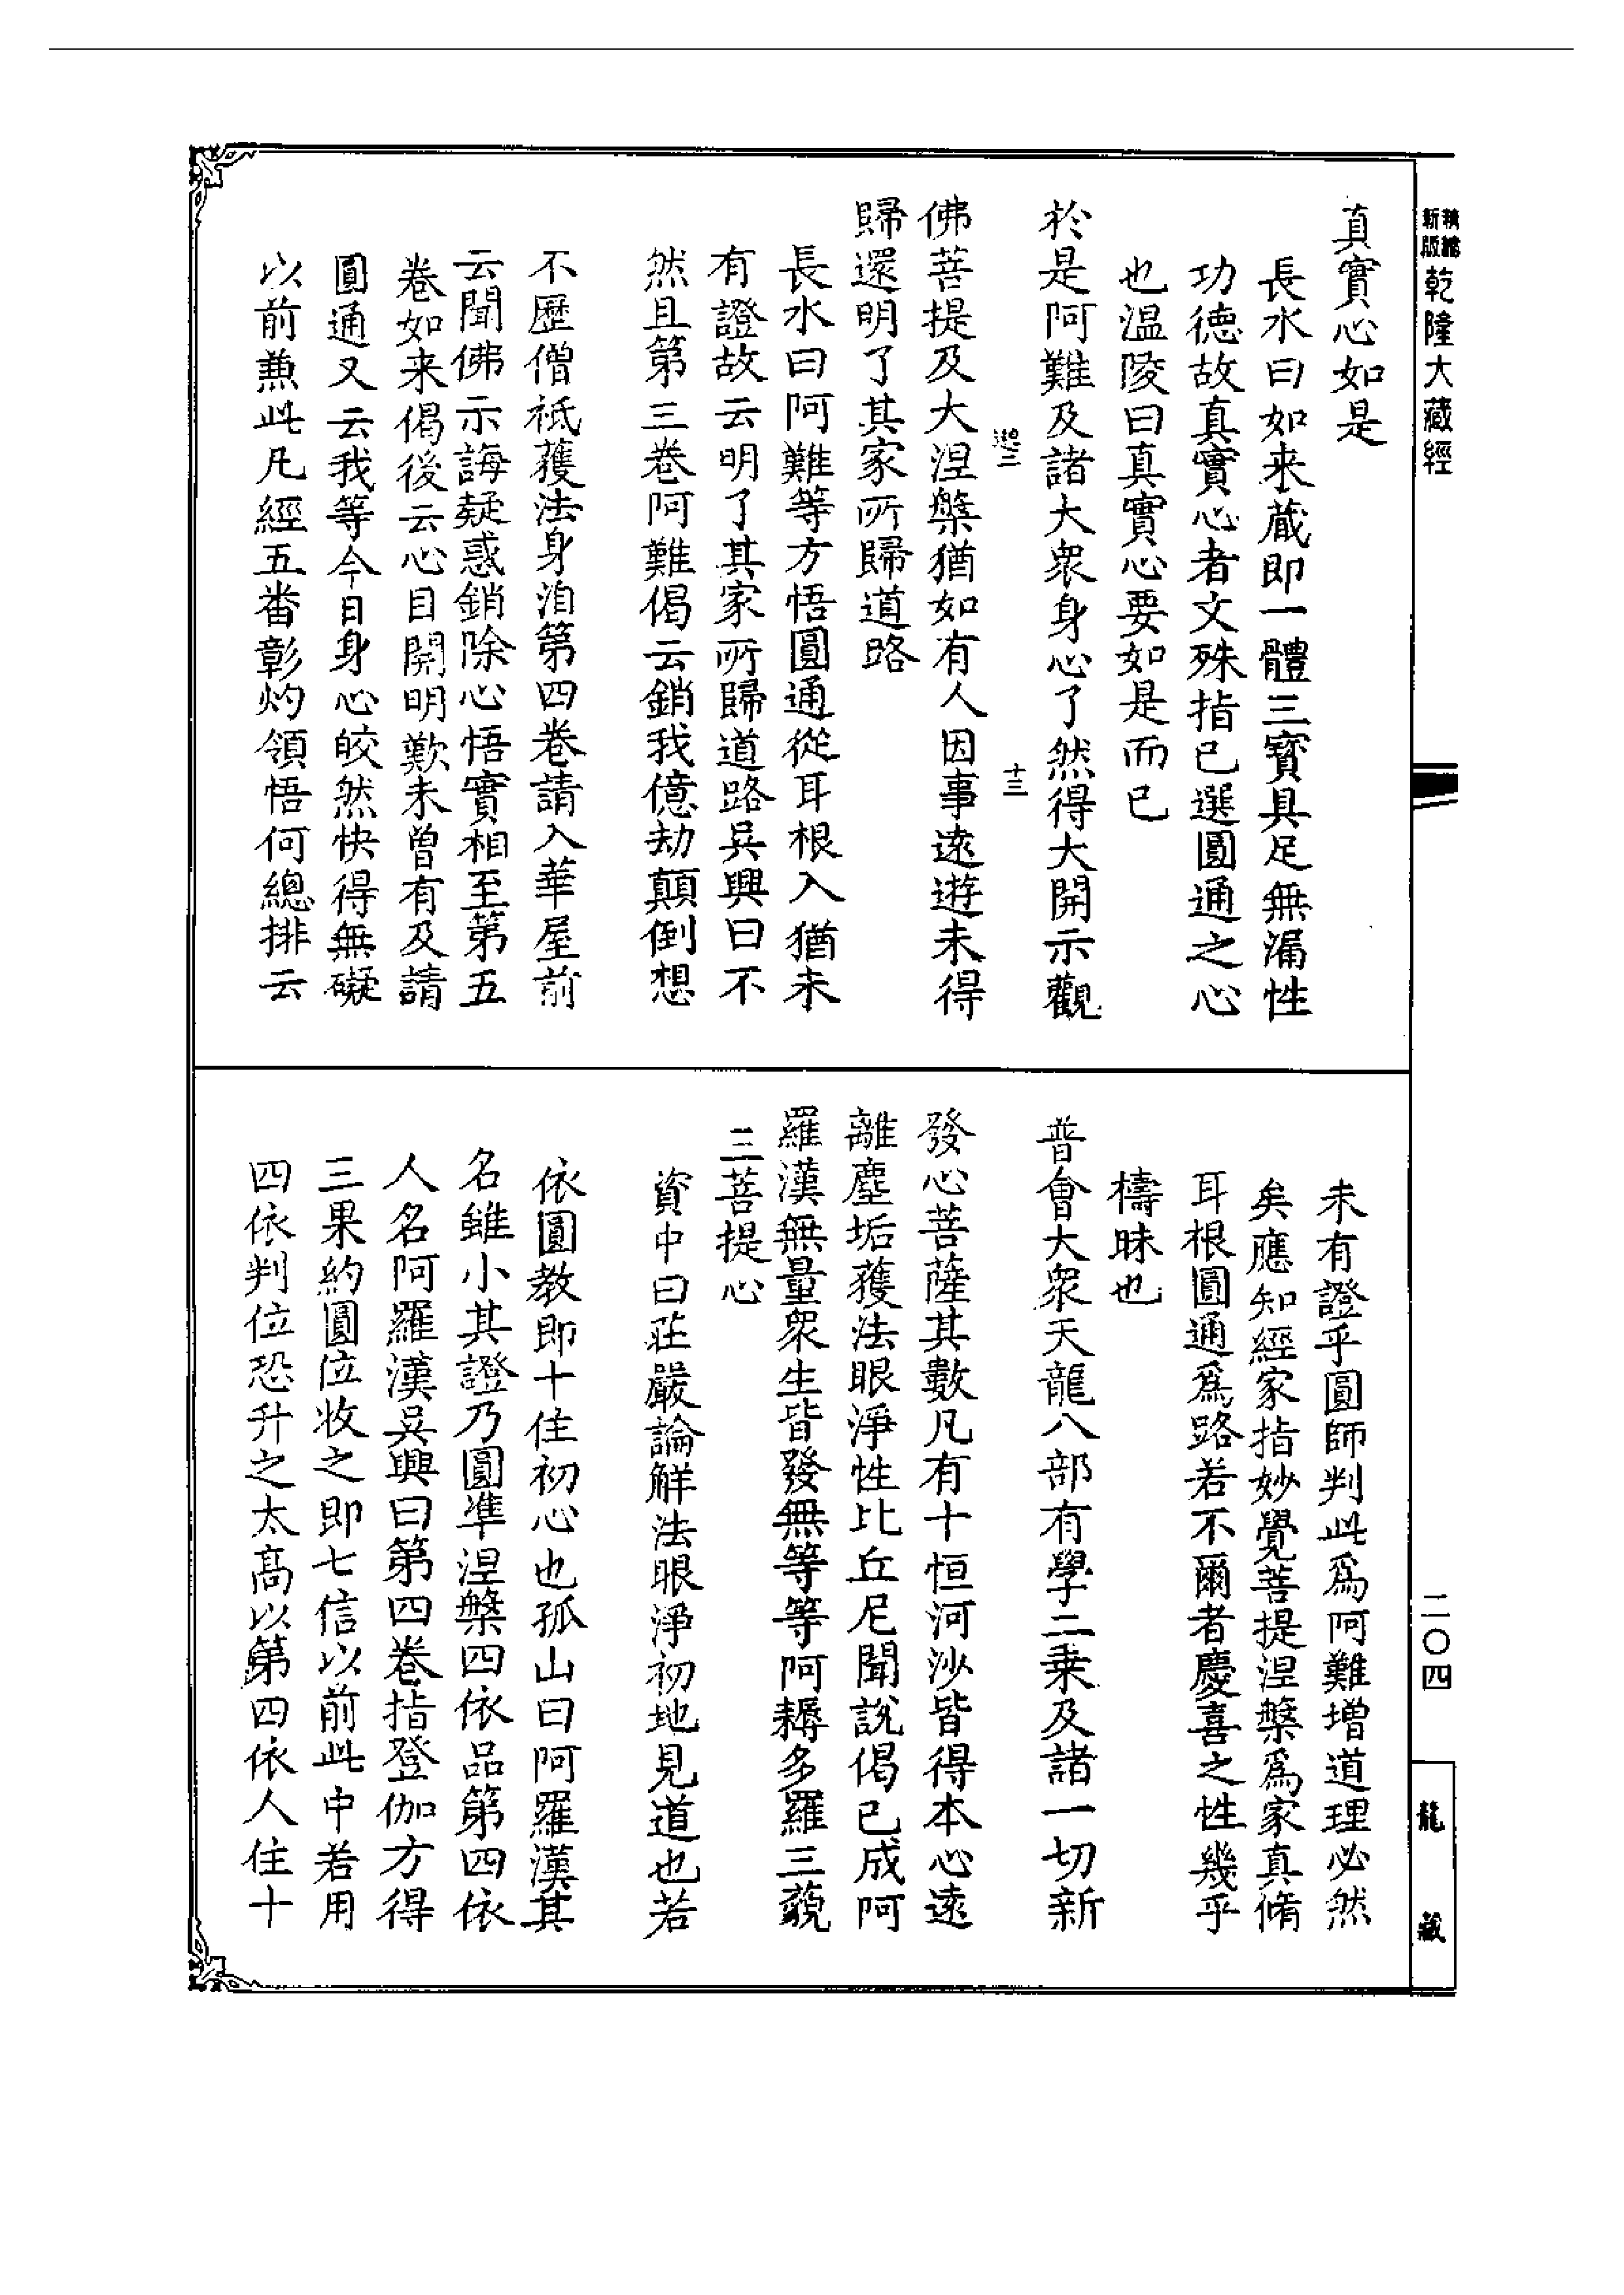 新版
精縮
乾隆大藏經
二〇四
龍藏
真實心如是
長水曰如来蔵即一體三寳具足無漏性
功德故真實心者文殊指已選圓通之心
也温陵曰真實心要如是而已
於是阿難及諸大衆身心了然得大開示觀
十三
佛菩提及大涅槃猶如有人因事遠遊未得
歸還明了其家所歸道路
長水曰阿難等方悟圓通從耳根入猶未
有證故云明了其家所歸道路吳興曰不
然且第三卷阿難偈云銷我億劫顛倒想
不歷僧祇獲法身洎第四卷請入華屋前
云聞佛示誨疑惑銷除心悟實相至第五
卷如来偈後云心目開明歎未曾有及請
圓通又云我等今日身心皎然快得無礙
以前兼此凡經五畨彰灼領悟何總排云
未有證乎圓師判此為阿難增道理必然
矣應知經家指妙覺菩提涅槃為家真脩
耳根圓通為路若不爾者慶喜之性幾乎
檮昧也
普會大衆天龍八部有學二乗及諸一切新
發心菩薩其數凡有十恒河沙皆得本心遠
離塵垢獲法眼淨性比丘尼聞說偈已成阿
羅漢無量衆生皆發無等等阿耨多羅三藐
三菩提心
資中曰莊嚴論解法眼淨初地見道也若
依圓教即十住初心也孤山曰阿羅漢其
名雖小其證乃圓準涅槃四依品第四依
人名阿羅漢吳興曰第四卷指登伽方得
三果約圓位收之即七信以前此中若用
四依判位恐升之太高以第四依人住十